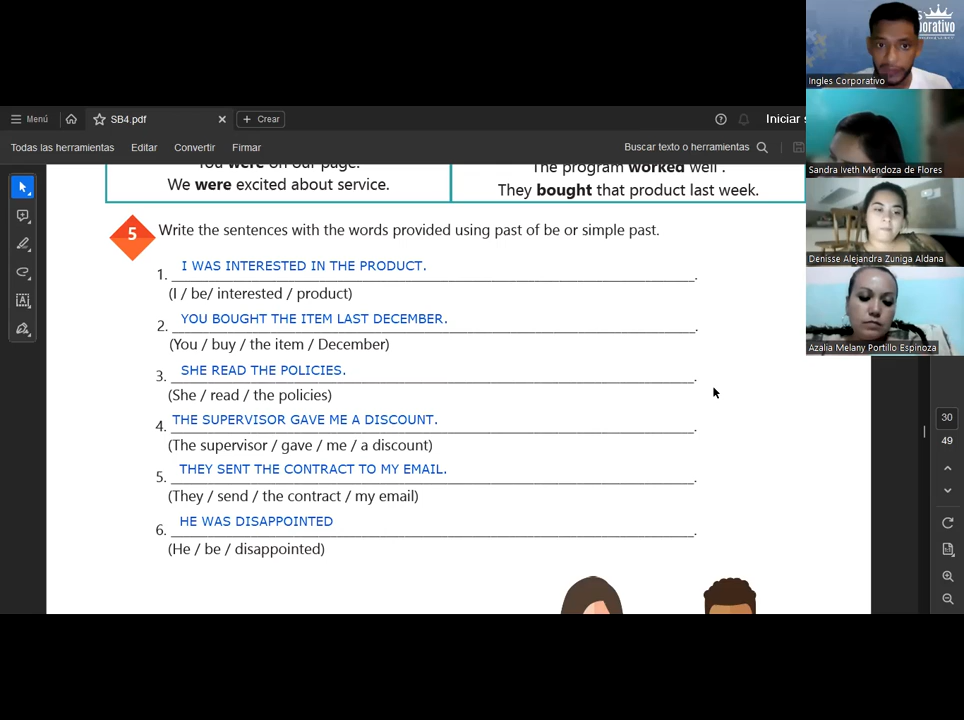 orativo
Ingles Corporativo
Menú
SB4.pdf
Crear
Iniciar s
Todas las herramientas
Editar
Convertir
Firmar
Buscar texto o herramientas
Sandra Iveth Mendoza de Flores
You were on our page.
The program worked well .
We were excited about service.
They bought that product last week.
5
Write the sentences with the words provided using past of be or simple past.
Denisse Alejandra Zuniga Aldana
1. I WAS INTERESTED IN THE PRODUCT. .
(I / be/ interested / product)
2. YOU BOUGHT THE ITEM LAST DECEMBER. .
(You / buy / the item / December)
Azalia Melany Portillo Espinoza
3. SHE READ THE POLICIES. .
(She / read / the policies)
4. THE SUPERVISOR GAVE ME A DISCOUNT. .
(The supervisor / gave / me / a discount)
5. THEY SENT THE CONTRACT TO MY EMAIL. .
(They / send / the contract / my email)
6. HE WAS DISAPPOINTED .
(He / be / disappointed)
30
49